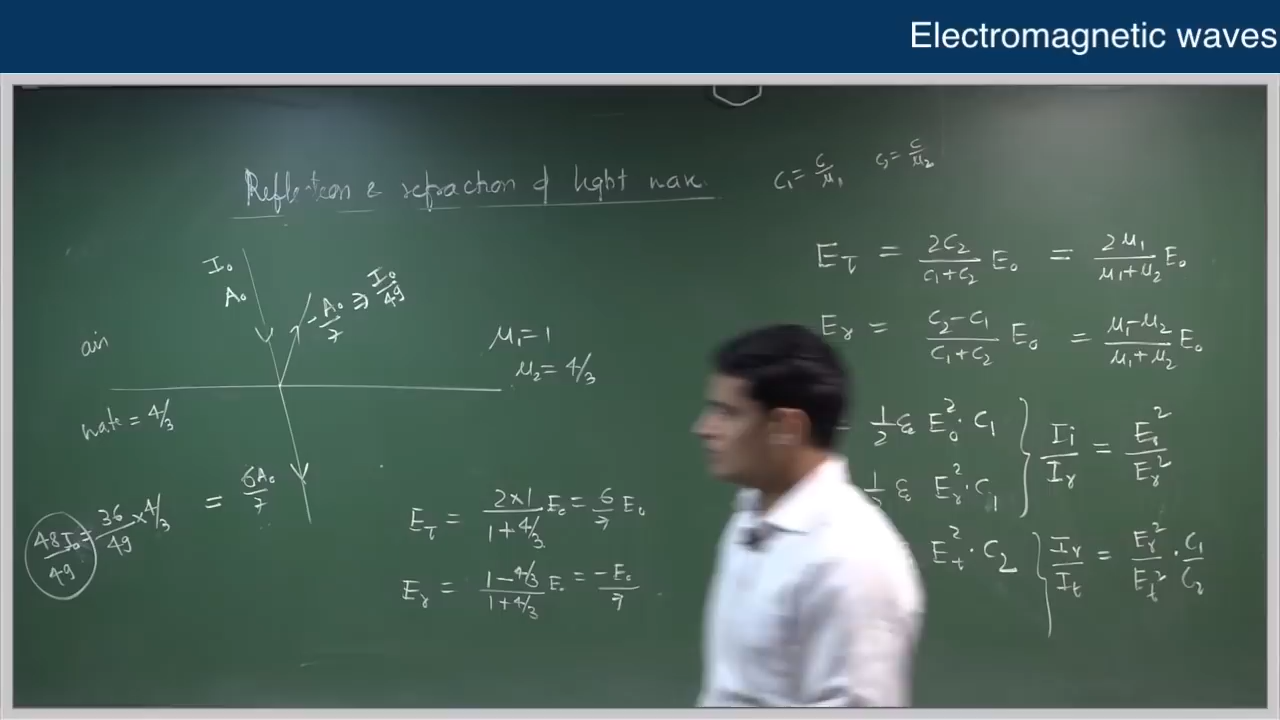 Electromagnetic waves
Reflection & refraction of light wave.
c₁ = c/μ₁ c₂ = c/μ₂
I₀
A₀
-A₀/7 ⇒ I₀/49
air
μ₁ = 1
μ₂ = 4/3
= 4/3
= 6A₀/7
48I₀/49 = 36/49 × 4/3
E_T = (2×1)/(1+4/3) E₀ = 6/7 E₀
E_r = (1-4/3)/(1+4/3) E₀ = -E₀/7
E_T = 2C₂/(C₁+C₂) E₀ = 2μ₁/(μ₁+μ₂) E₀
E_r = (C₂-C₁)/(C₁+C₂) E₀ = (μ₁-μ₂)/(μ₁+μ₂) E₀
1/2 ε E₀² · C₁
1/2 ε E_r² · C₁
} I_i/I_r = E_i²/E_r²
E_t² · C₂ } I_r/I_t = E_r²/E_t² · C₁/C₂